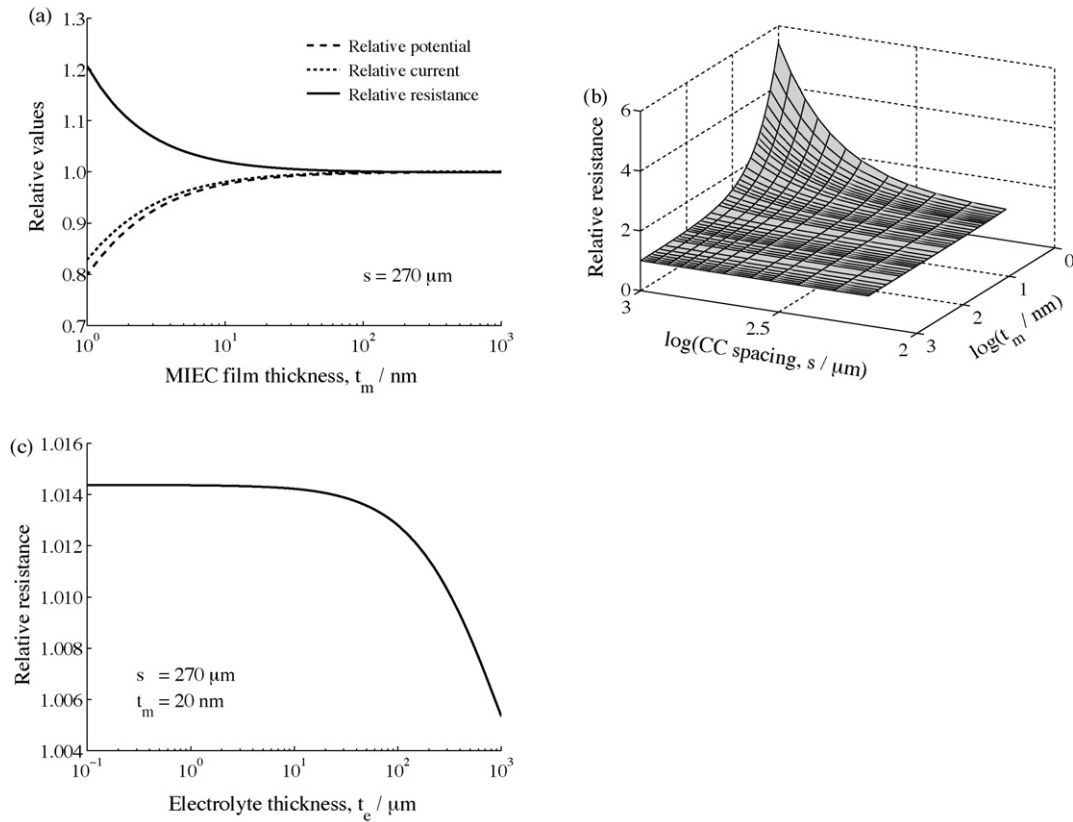 (a)
1.3
1.2
1.1
1.0
0.9
0.8
0.7
Relative values
Relative potential
Relative current
Relative resistance
s = 270 μm
10^0
10^1
10^2
10^3
MIEC film thickness, t_m / nm
(b)
6
4
2
0
Relative resistance
3
2.5
2
log(CC spacing, s / μm)
3
2
1
0
log(t_m / nm)
(c)
1.016
1.014
1.012
1.010
1.008
1.006
1.004
Relative resistance
s = 270 μm
t_m = 20 nm
10^-1
10^0
10^1
10^2
10^3
Electrolyte thickness, t_e / μm